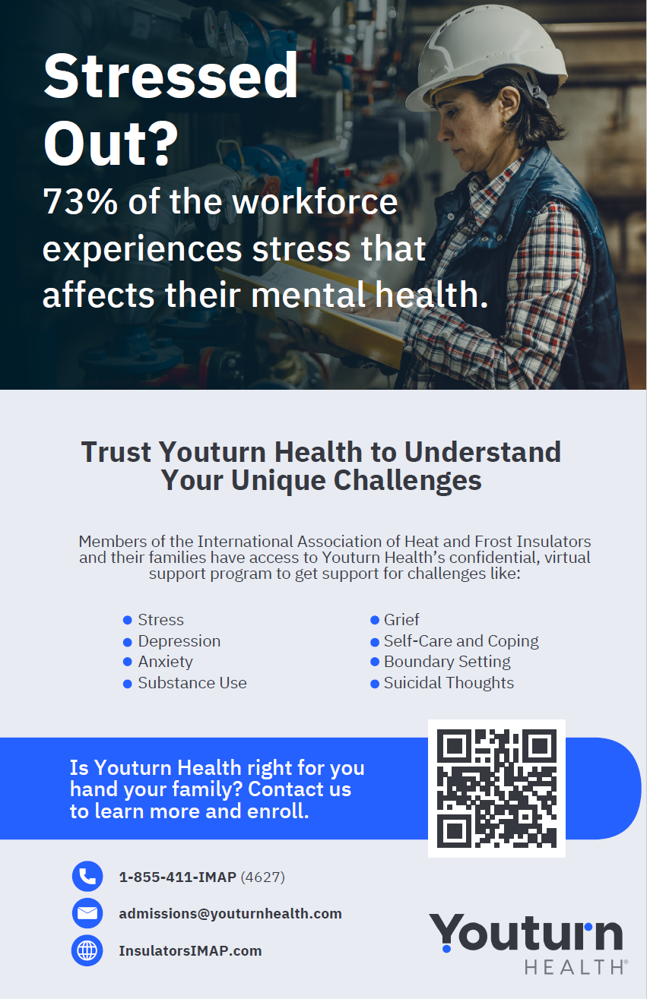 Stressed
Out?
73% of the workforce
experiences stress that
affects their mental health.
Trust Youturn Health to Understand
Your Unique Challenges
Members of the International Association of Heat and Frost Insulators
and their families have access to Youturn Health’s confidential, virtual
support program to get support for challenges like:
Stress
Depression
Anxiety
Substance Use
Grief
Self-Care and Coping
Boundary Setting
Suicidal Thoughts
Is Youturn Health right for you
hand your family? Contact us
to learn more and enroll.
1-855-411-IMAP (4627)
admissions@youturnhealth.com
InsulatorsIMAP.com
Youturn
HEALTH®